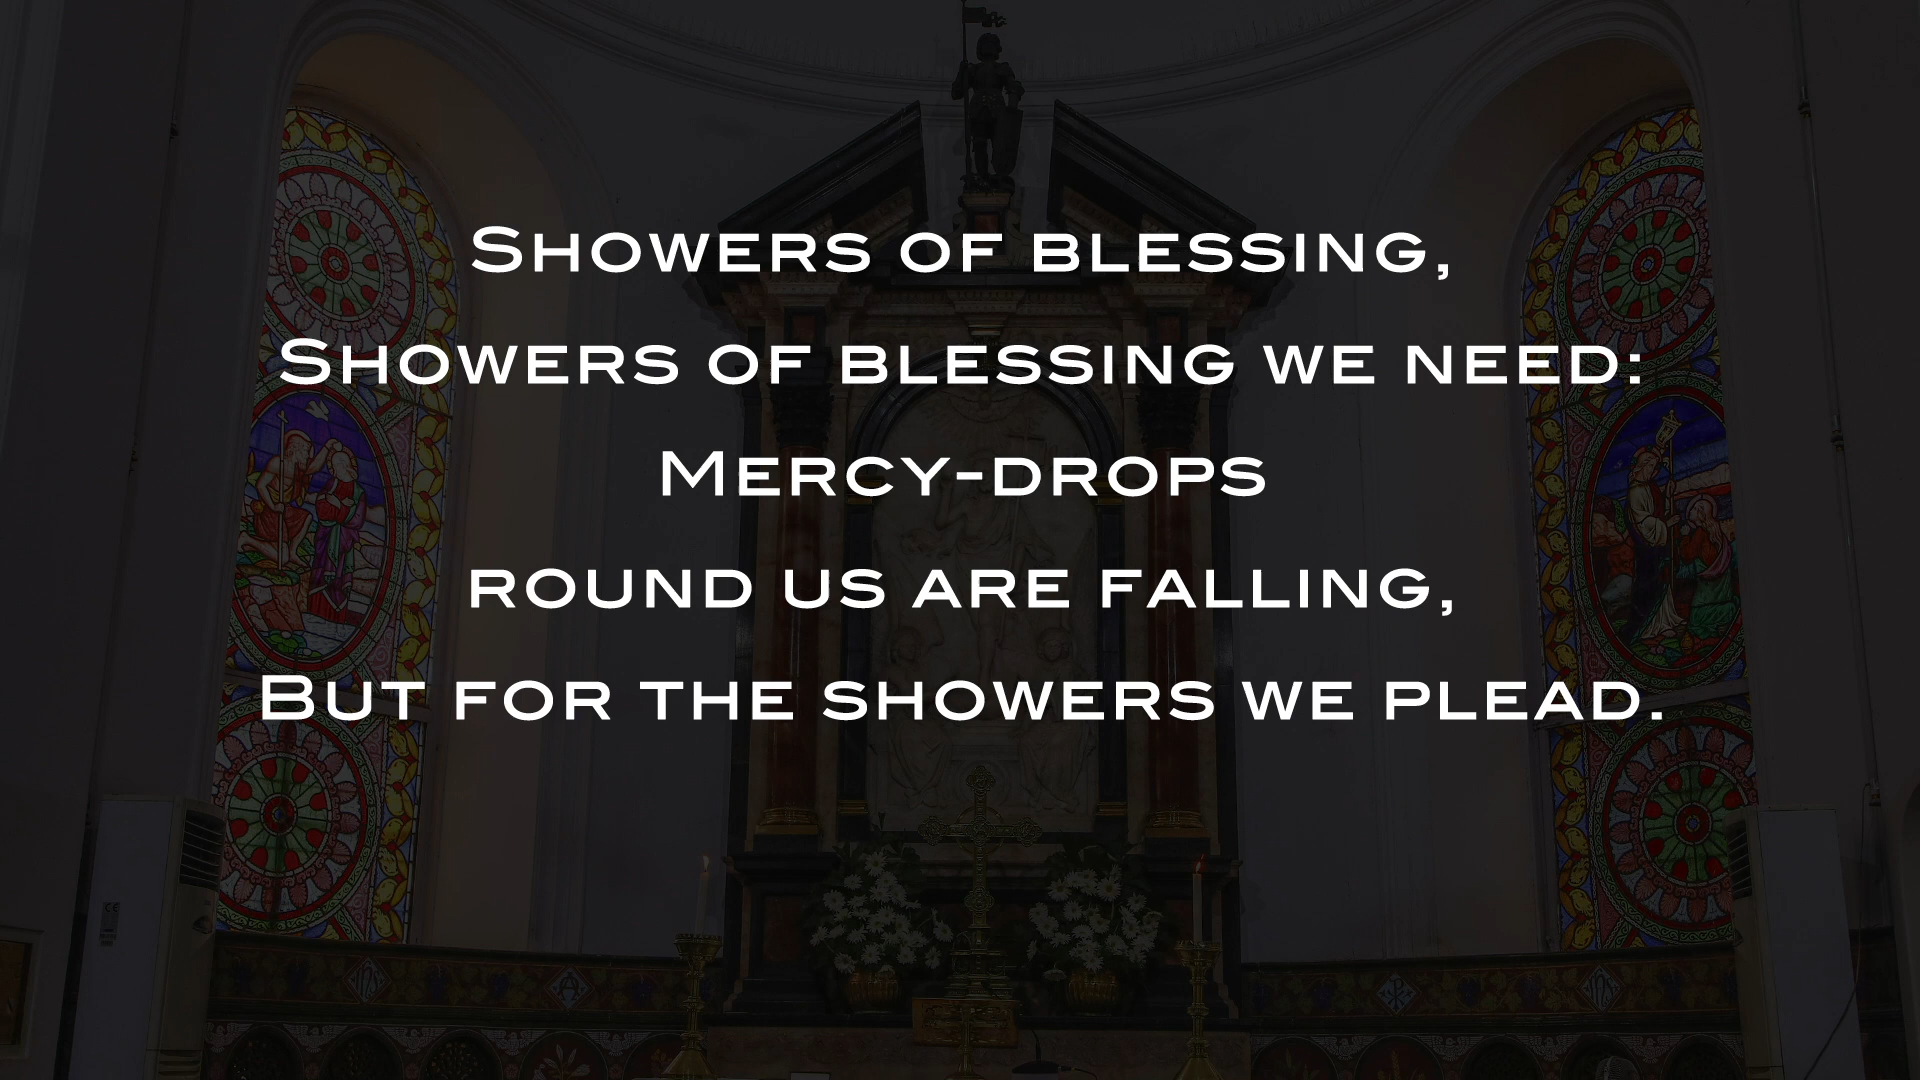 Showers of blessing,
Showers of blessing we need:
Mercy-drops
round us are falling,
But for the showers we plead.